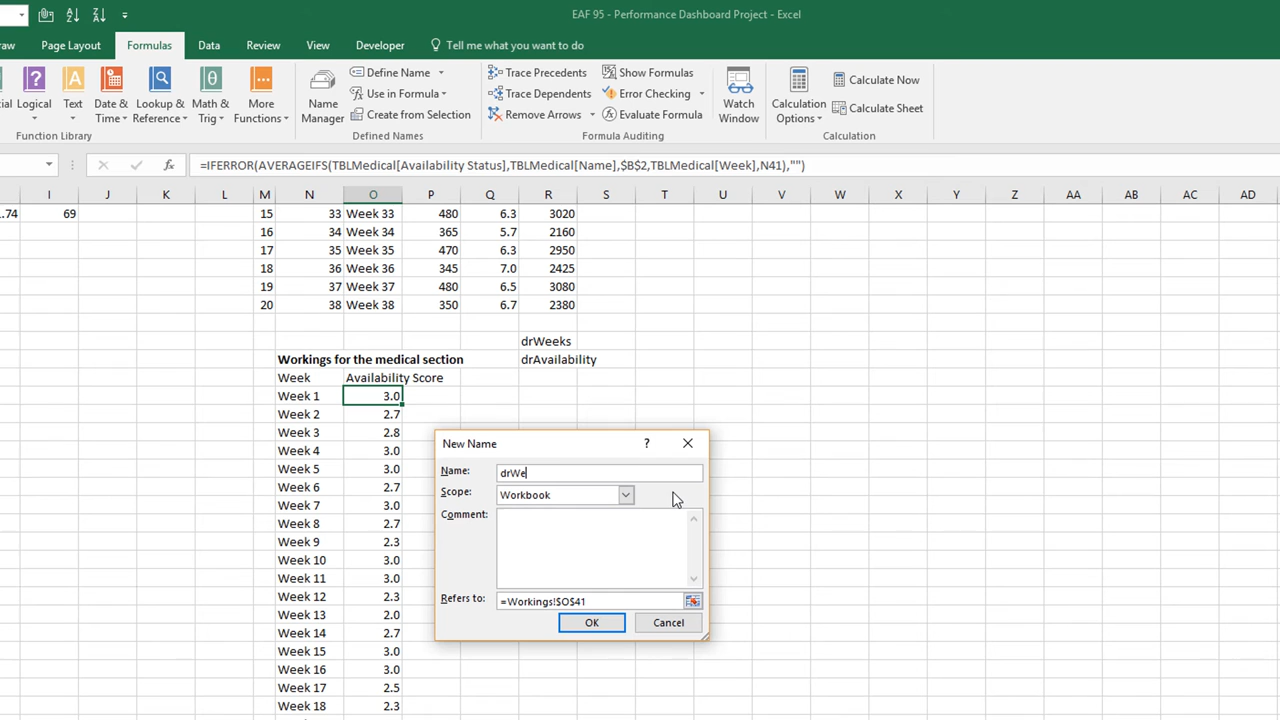 EAF 95 - Performance Dashboard Project - Excel
Page Layout Formulas Data Review View Developer Tell me what you want to do
Logical
Text
Date & Time
Lookup & Reference
Math & Trig
More Functions
Function Library
Name Manager
Define Name
Use in Formula
Create from Selection
Defined Names
Trace Precedents
Trace Dependents
Remove Arrows
Show Formulas
Error Checking
Evaluate Formula
Formula Auditing
Watch Window
Calculation Options
Calculate Now
Calculate Sheet
Calculation
fx =IFERROR(AVERAGEIFS(TBLMedical[Availability Status],TBLMedical[Name],$B$2,TBLMedical[Week],N41),"")
I J K L M N O P Q R S T U V W X Y Z AA AB AC AD
.74 69 15 33 Week 33 480 6.3 3020
16 34 Week 34 365 5.7 2160
17 35 Week 35 470 6.3 2950
18 36 Week 36 345 7.0 2425
19 37 Week 37 480 6.5 3080
20 38 Week 38 350 6.7 2380
drWeeks
Workings for the medical section drAvailability
Week Availability Score
Week 1 3.0
Week 2 2.7
Week 3 2.8
Week 4 3.0
Week 5 3.0
Week 6 2.7
Week 7 3.0
Week 8 2.7
Week 9 2.3
Week 10 3.0
Week 11 3.0
Week 12 2.3
Week 13 2.0
Week 14 2.7
Week 15 3.0
Week 16 3.0
Week 17 2.5
Week 18 2.3
New Name ?
Name: drWe
Scope: Workbook
Comment:
Refers to: =Workings!$O$41
OK Cancel